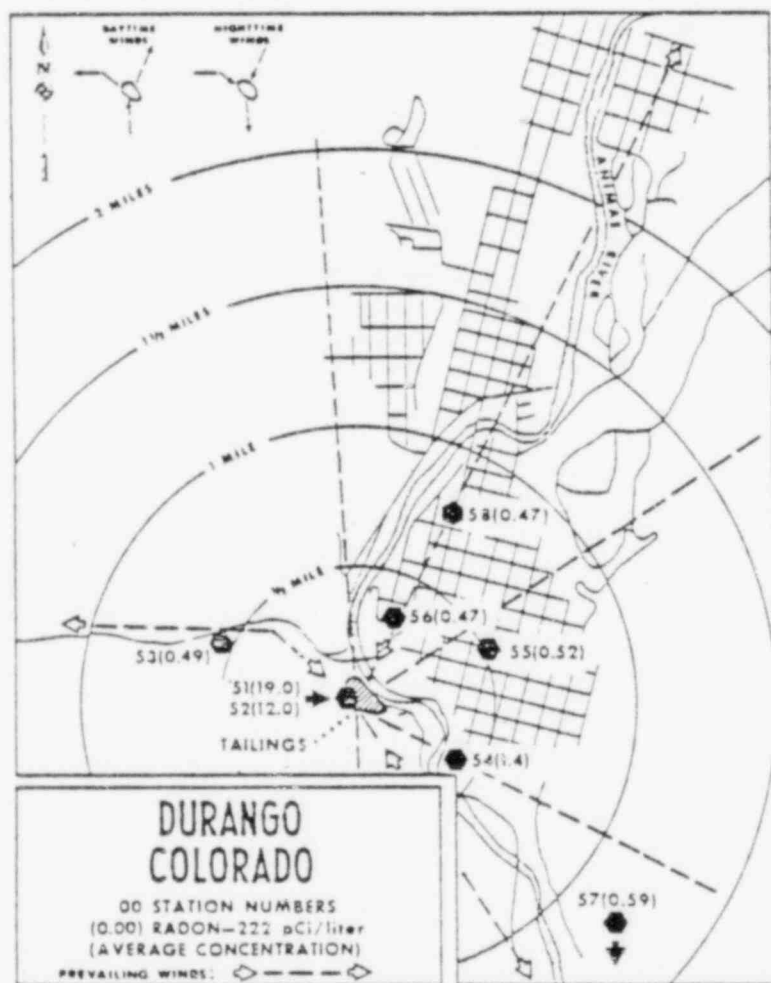 DAYTIME
WINDS
NIGHTTIME
WINDS
N
2 MILES
1½ MILES
1 MILE
½ MILE
ANIMAS RIVER
58(0.47)
56(0.47)
55(0.52)
53(0.49)
51(19.0)
52(12.0)
TAILINGS
54(1.4)
57(0.59)
DURANGO
COLORADO
00 STATION NUMBERS
(0.00) RADON-222 pCi/liter
(AVERAGE CONCENTRATION)
PREVAILING WINDS: